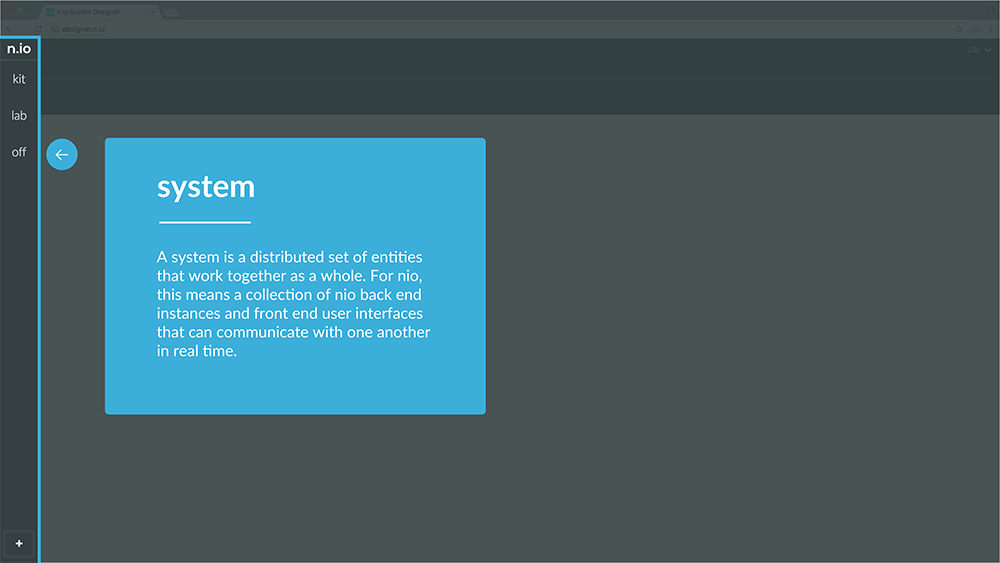 n.io System Designer
designer.n.io
n.io
Lily
kit
lab
off
system
A system is a distributed set of entities
that work together as a whole. For nio,
this means a collection of nio back end
instances and front end user interfaces
that can communicate with one another
in real time.
+